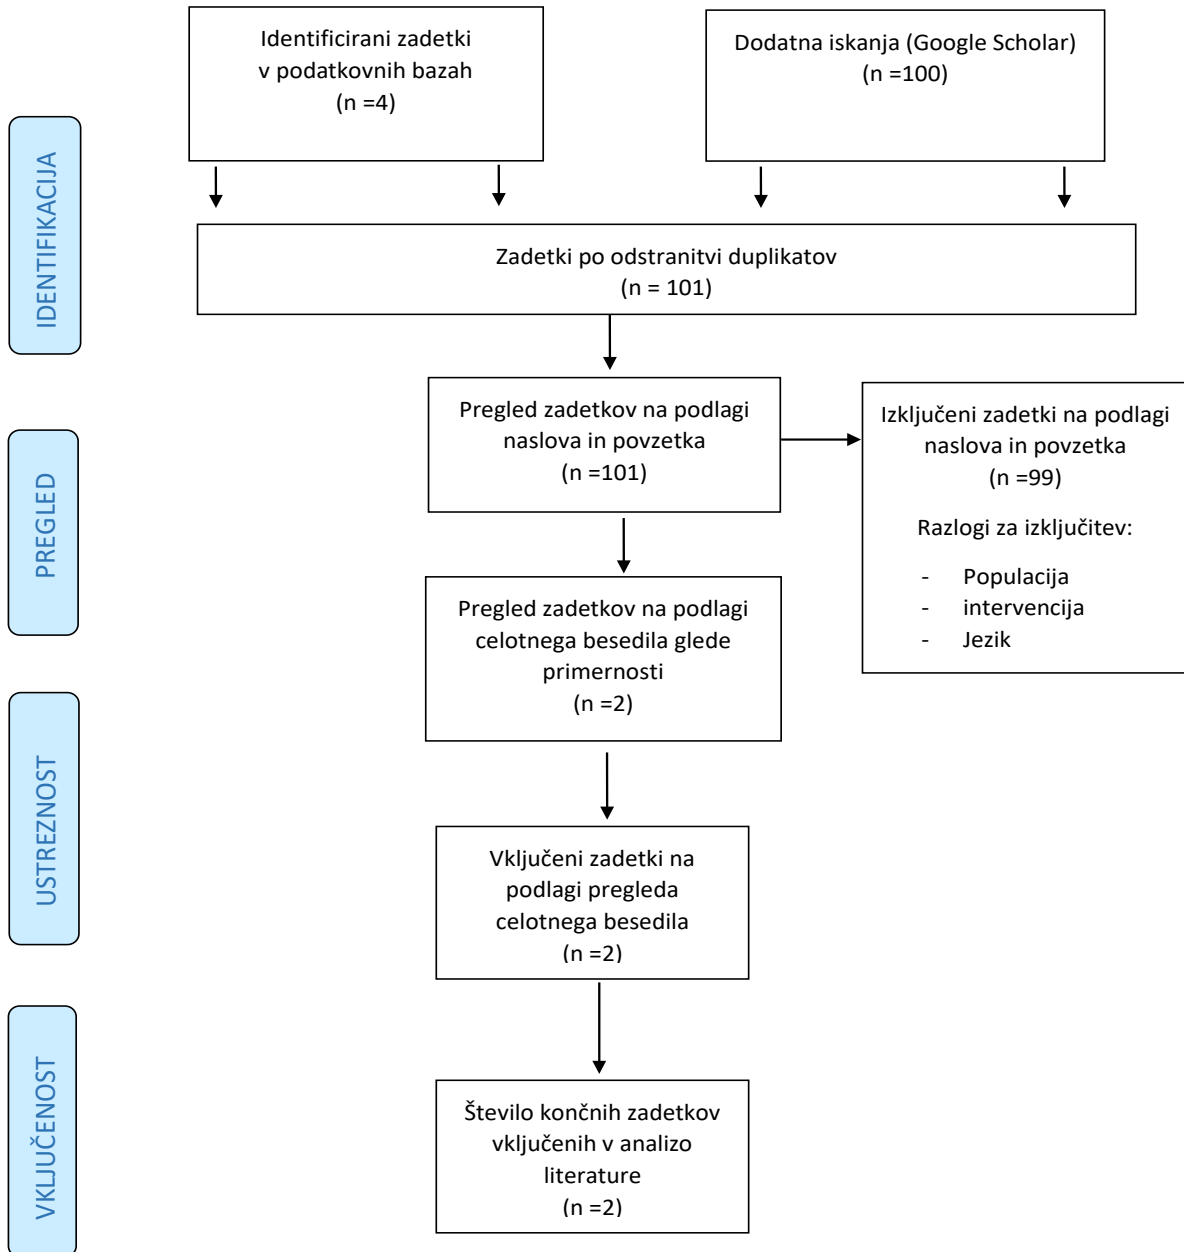 Identificirani zadetki
v podatkovnih bazah
(n =4)
Dodatna iskanja (Google Scholar)
(n =100)
IDENTIFIKACIJA
Zadetki po odstranitvi duplikatov
(n = 101)
Pregled zadetkov na podlagi
naslova in povzetka
(n =101)
Izključeni zadetki na podlagi
naslova in povzetka
(n =99)
Razlogi za izključitev:
- Populacija
- intervencija
- Jezik
PREGLED
Pregled zadetkov na podlagi
celotnega besedila glede
primernosti
(n =2)
USTREZNOST
Vključeni zadetki na
podlagi pregleda
celotnega besedila
(n =2)
VKLJUČENOST
Število končnih zadetkov
vključenih v analizo
literature
(n =2)